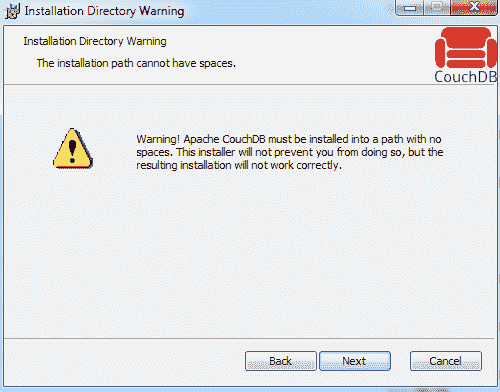 Installation Directory Warning
Installation Directory Warning
The installation path cannot have spaces.
CouchDB
Warning! Apache CouchDB must be installed into a path with no
spaces. This installer will not prevent you from doing so, but the
resulting installation will not work correctly.
Back Next Cancel